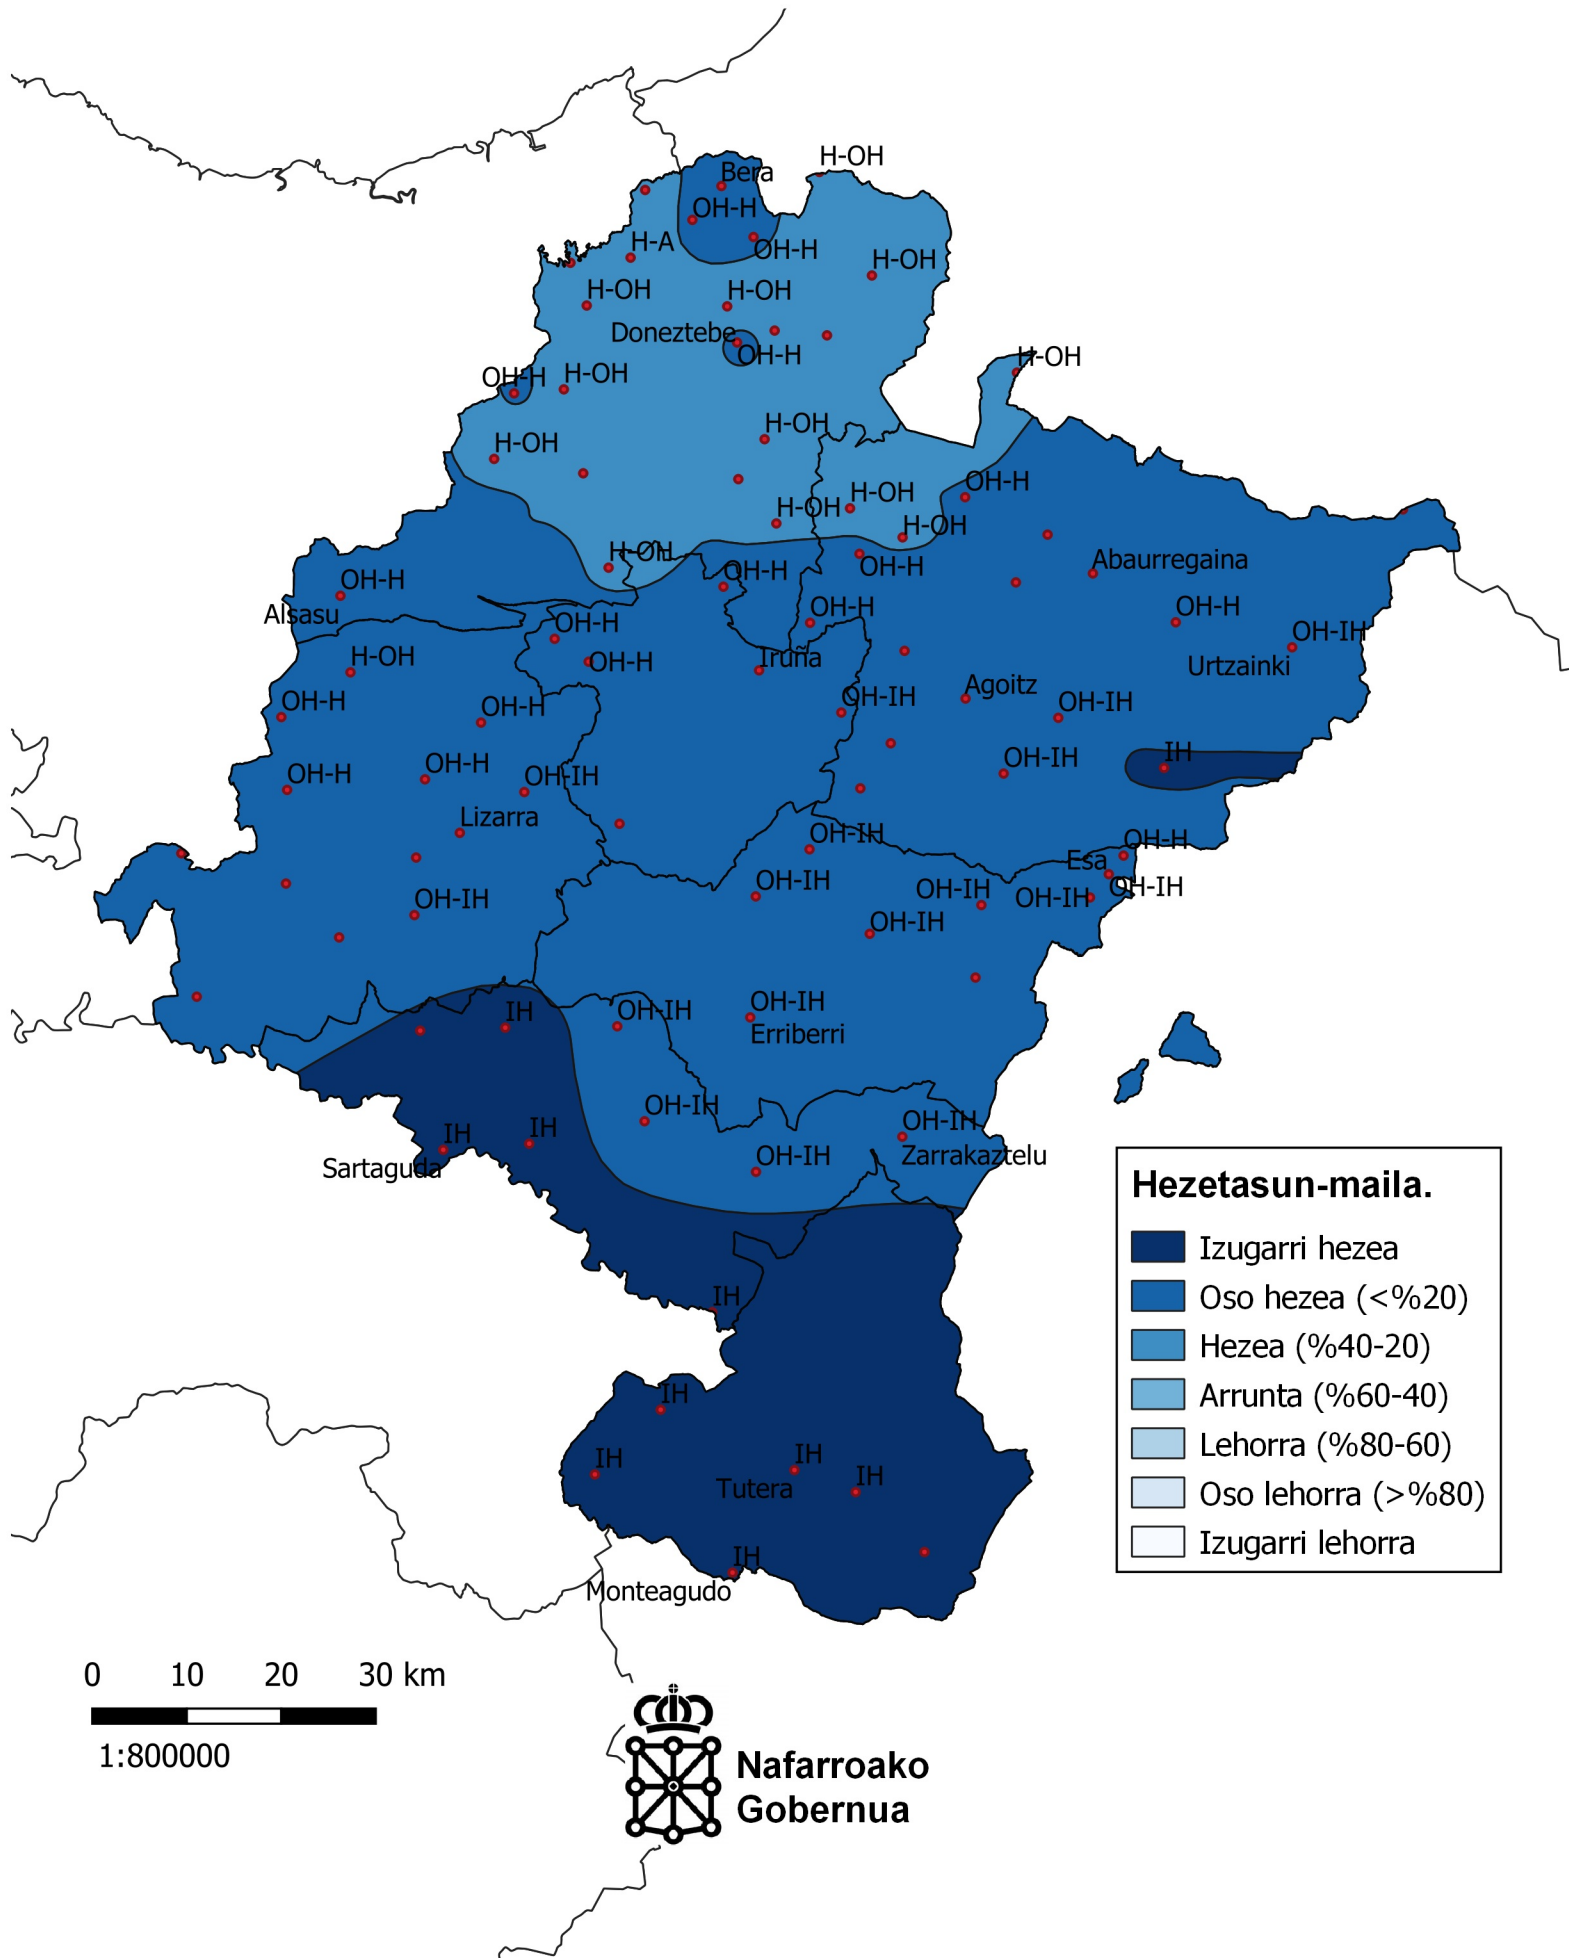 H-OH
Bera
OH-H
H-A
OH-H
H-OH
H-OH
H-OH
Doneztebe
OH-H
H-OH
OH-H
H-OH
H-OH
H-OH
OH-H
H-OH
H-OH
H-OH
H-OH
OH-H
OH-H
Abaurregaina
OH-H
Alsasu
OH-H
OH-H
OH-H
OH-IH
H-OH
OH-H
Iruña
Urtzainki
OH-H
OH-H
OH-IH
Agoitz
OH-IH
OH-H
OH-H
OH-IH
OH-IH
IH
Lizarra
OH-IH
OH-H
Esa
OH-IH
OH-IH
OH-IH
OH-IH
OH-IH
OH-IH
IH
OH-IH
OH-IH
Erriberri
OH-IH
OH-IH
IH
IH
Sartaguda
OH-IH
Zarrakaztelu
IH
IH
IH
IH
IH
Tutera
IH
Monteagudo
Hezetasun-maila.
Izugarri hezea
Oso hezea (<%20)
Hezea (%40-20)
Arrunta (%60-40)
Lehorra (%80-60)
Oso lehorra (>%80)
Izugarri lehorra
0 10 20 30 km
1:800000
Nafarroako
Gobernua